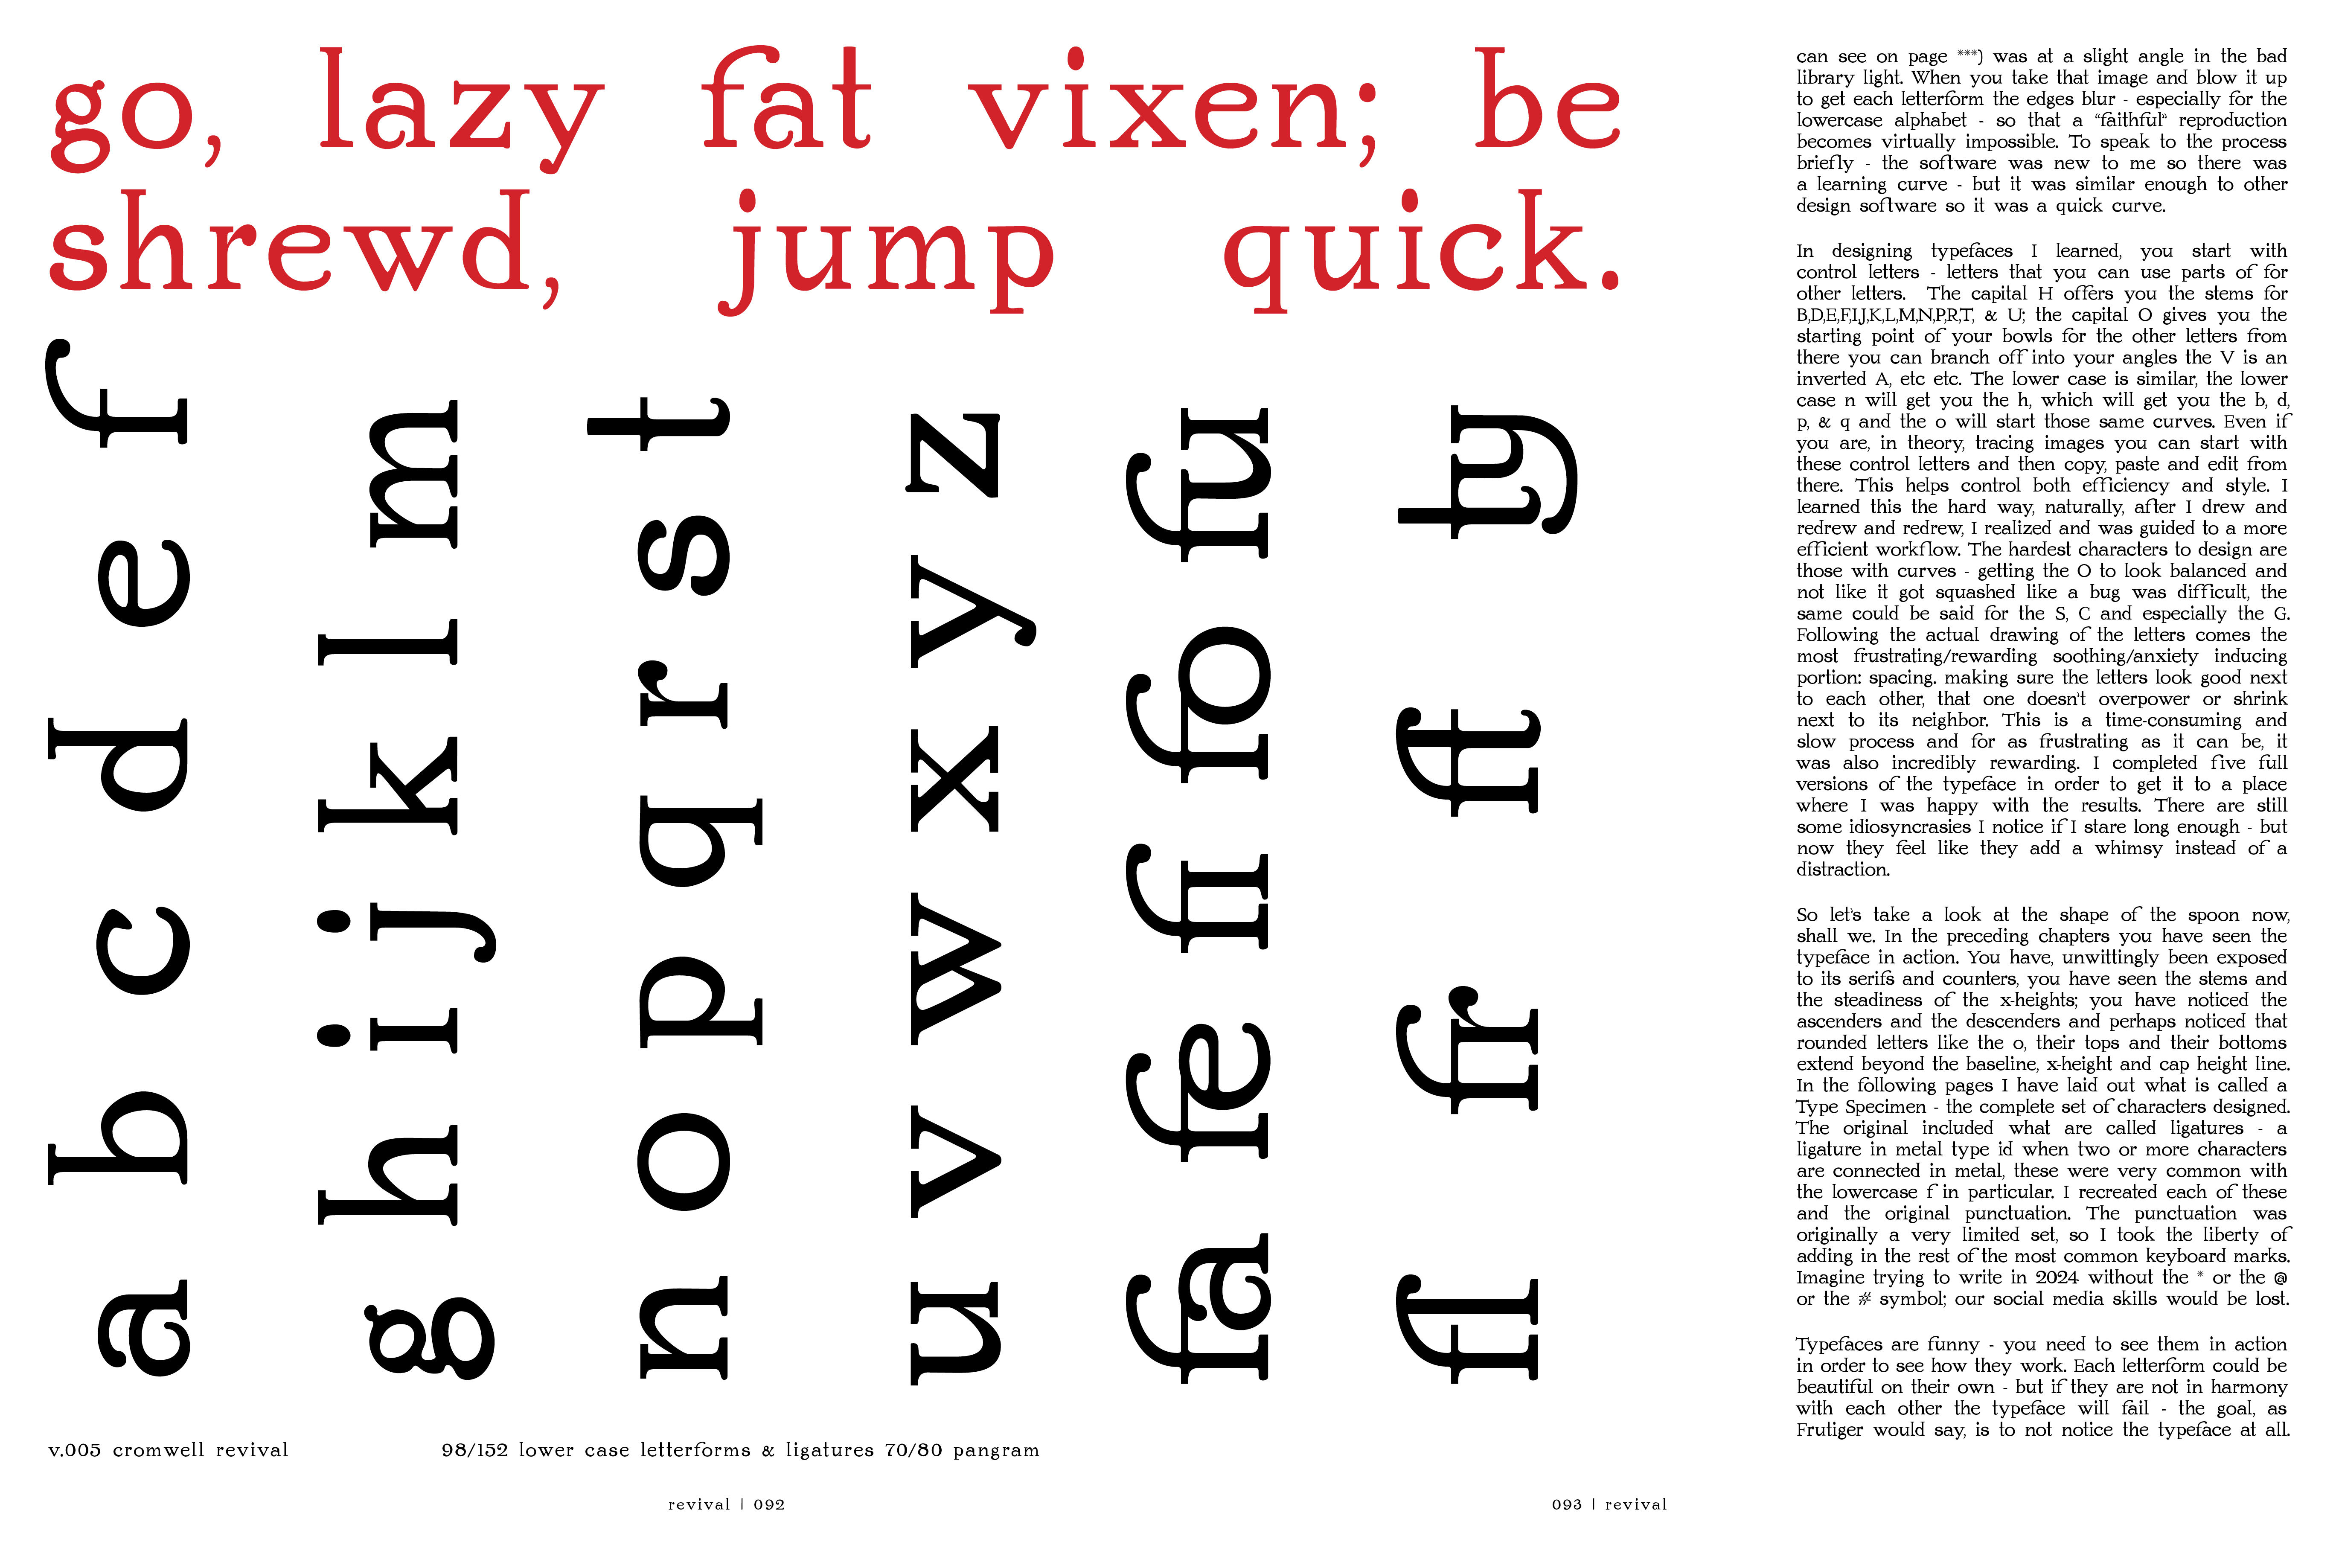 go, lazy fat vixen; be
shrewd, jump quick.
a b c d e f
g h i j k l m
n o p q r s t
u v w x y z
fa fe fi fo fu
fl fr ft ty
v.005 cromwell revival
98/152 lower case letterforms & ligatures 70/80 pangram
revival | 092
093 | revival
can see on page ***) was at a slight angle in the bad
library light. When you take that image and blow it up
to get each letterform the edges blur - especially for the
lowercase alphabet - so that a “faithful” reproduction
becomes virtually impossible. To speak to the process
briefly - the software was new to me so there was
a learning curve - but it was similar enough to other
design software so it was a quick curve.
In designing typefaces I learned, you start with
control letters - letters that you can use parts of for
other letters. The capital H offers you the stems for
B,D,E,F,I,J,K,L,M,N,P,R,T, & U; the capital O gives you the
starting point of your bowls for the other letters from
there you can branch off into your angles the V is an
inverted A, etc etc. The lower case is similar, the lower
case n will get you the h, which will get you the b, d,
p, & q and the o will start those same curves. Even if
you are, in theory, tracing images you can start with
these control letters and then copy, paste and edit from
there. This helps control both efficiency and style. I
learned this the hard way, naturally, after I drew and
redrew and redrew, I realized and was guided to a more
efficient workflow. The hardest characters to design are
those with curves - getting the O to look balanced and
not like it got squashed like a bug was difficult, the
same could be said for the S, C and especially the G.
Following the actual drawing of the letters comes the
most frustrating/rewarding soothing/anxiety inducing
portion: spacing. making sure the letters look good next
to each other, that one doesn't overpower or shrink
next to its neighbor. This is a time-consuming and
slow process and for as frustrating as it can be, it
was also incredibly rewarding. I completed five full
versions of the typeface in order to get it to a place
where I was happy with the results. There are still
some idiosyncrasies I notice if I stare long enough - but
now they feel like they add a whimsy instead of a
distraction.
So let's take a look at the shape of the spoon now,
shall we. In the preceding chapters you have seen the
typeface in action. You have, unwittingly been exposed
to its serifs and counters, you have seen the stems and
the steadiness of the x-heights; you have noticed the
ascenders and the descenders and perhaps noticed that
rounded letters like the o, their tops and their bottoms
extend beyond the baseline, x-height and cap height line.
In the following pages I have laid out what is called a
Type Specimen - the complete set of characters designed.
The original included what are called ligatures - a
ligature in metal type id when two or more characters
are connected in metal, these were very common with
the lowercase f in particular. I recreated each of these
and the original punctuation. The punctuation was
originally a very limited set, so I took the liberty of
adding in the rest of the most common keyboard marks.
Imagine trying to write in 2024 without the * or the @
or the # symbol; our social media skills would be lost.
Typefaces are funny - you need to see them in action
in order to see how they work. Each letterform could be
beautiful on their own - but if they are not in harmony
with each other the typeface will fail - the goal, as
Frutiger would say, is to not notice the typeface at all.